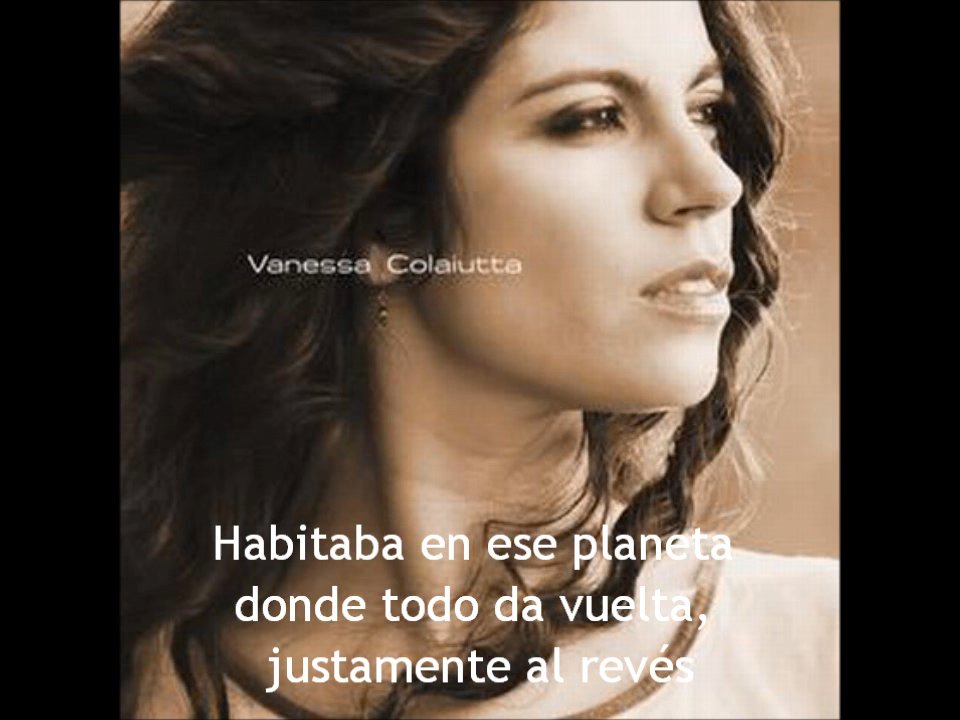 Vanessa Colaiutta
Habitaba en ese planeta
donde todo da vuelta,
justamente al revés